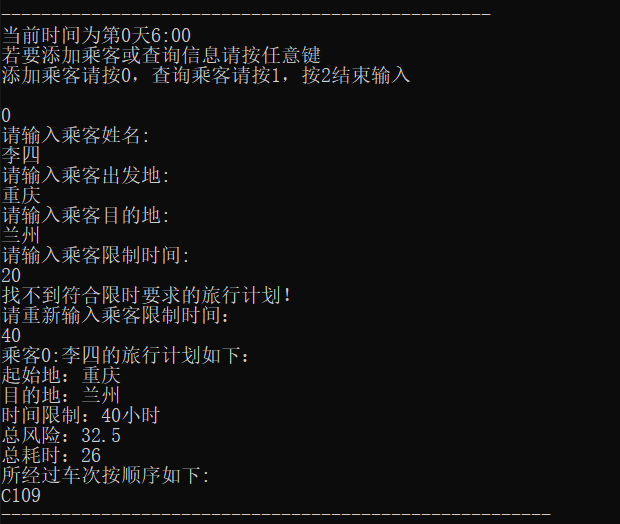 -------------------------------------------------
当前时间为第0天6:00
若要添加乘客或查询信息请按任意键
添加乘客请按0，查询乘客请按1，按2结束输入
0
请输入乘客姓名:
李四
请输入乘客出发地:
重庆
请输入乘客目的地:
兰州
请输入乘客限制时间:
20
找不到符合限时要求的旅行计划！
请重新输入乘客限制时间：
40
乘客0:李四的旅行计划如下：
起始地：重庆
目的地：兰州
时间限制：40小时
总风险：32.5
总耗时：26
所经过车次按顺序如下:
C109
-------------------------------------------------------